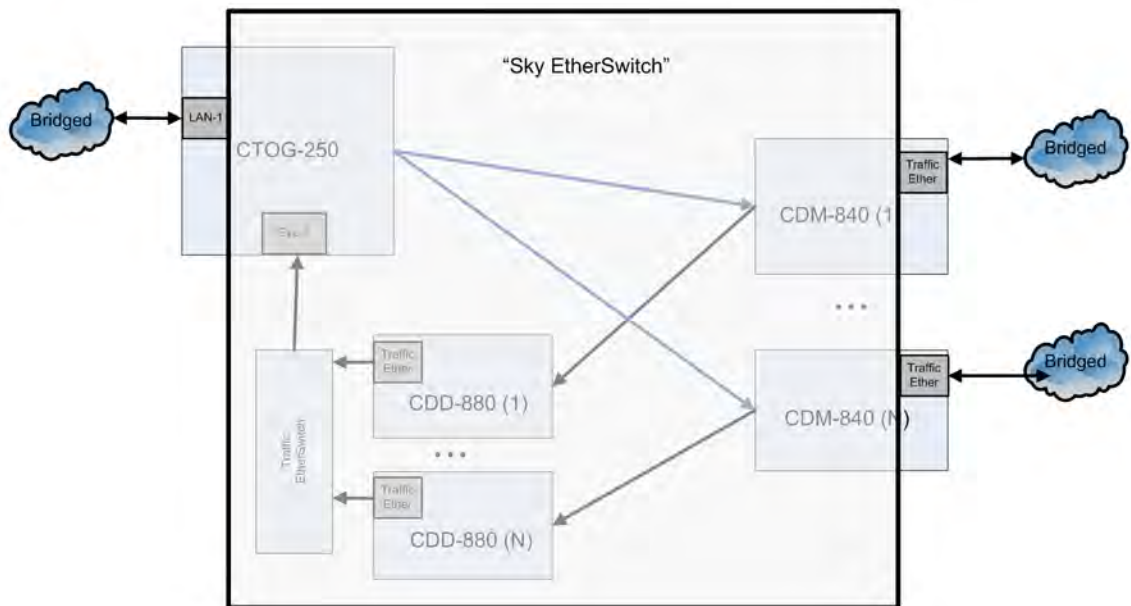 “Sky EtherSwitch”
Bridged
LAN-1
CTOG-250
Traffic
Ether
Bridged
CDM-840 (1
• • •
Traffic
Ether
Bridged
CDM-840 (N)
Traffic
Ether
CDD-880 (1)
• • •
Traffic
EtherSwitch
Traffic
Ether
CDD-880 (N)